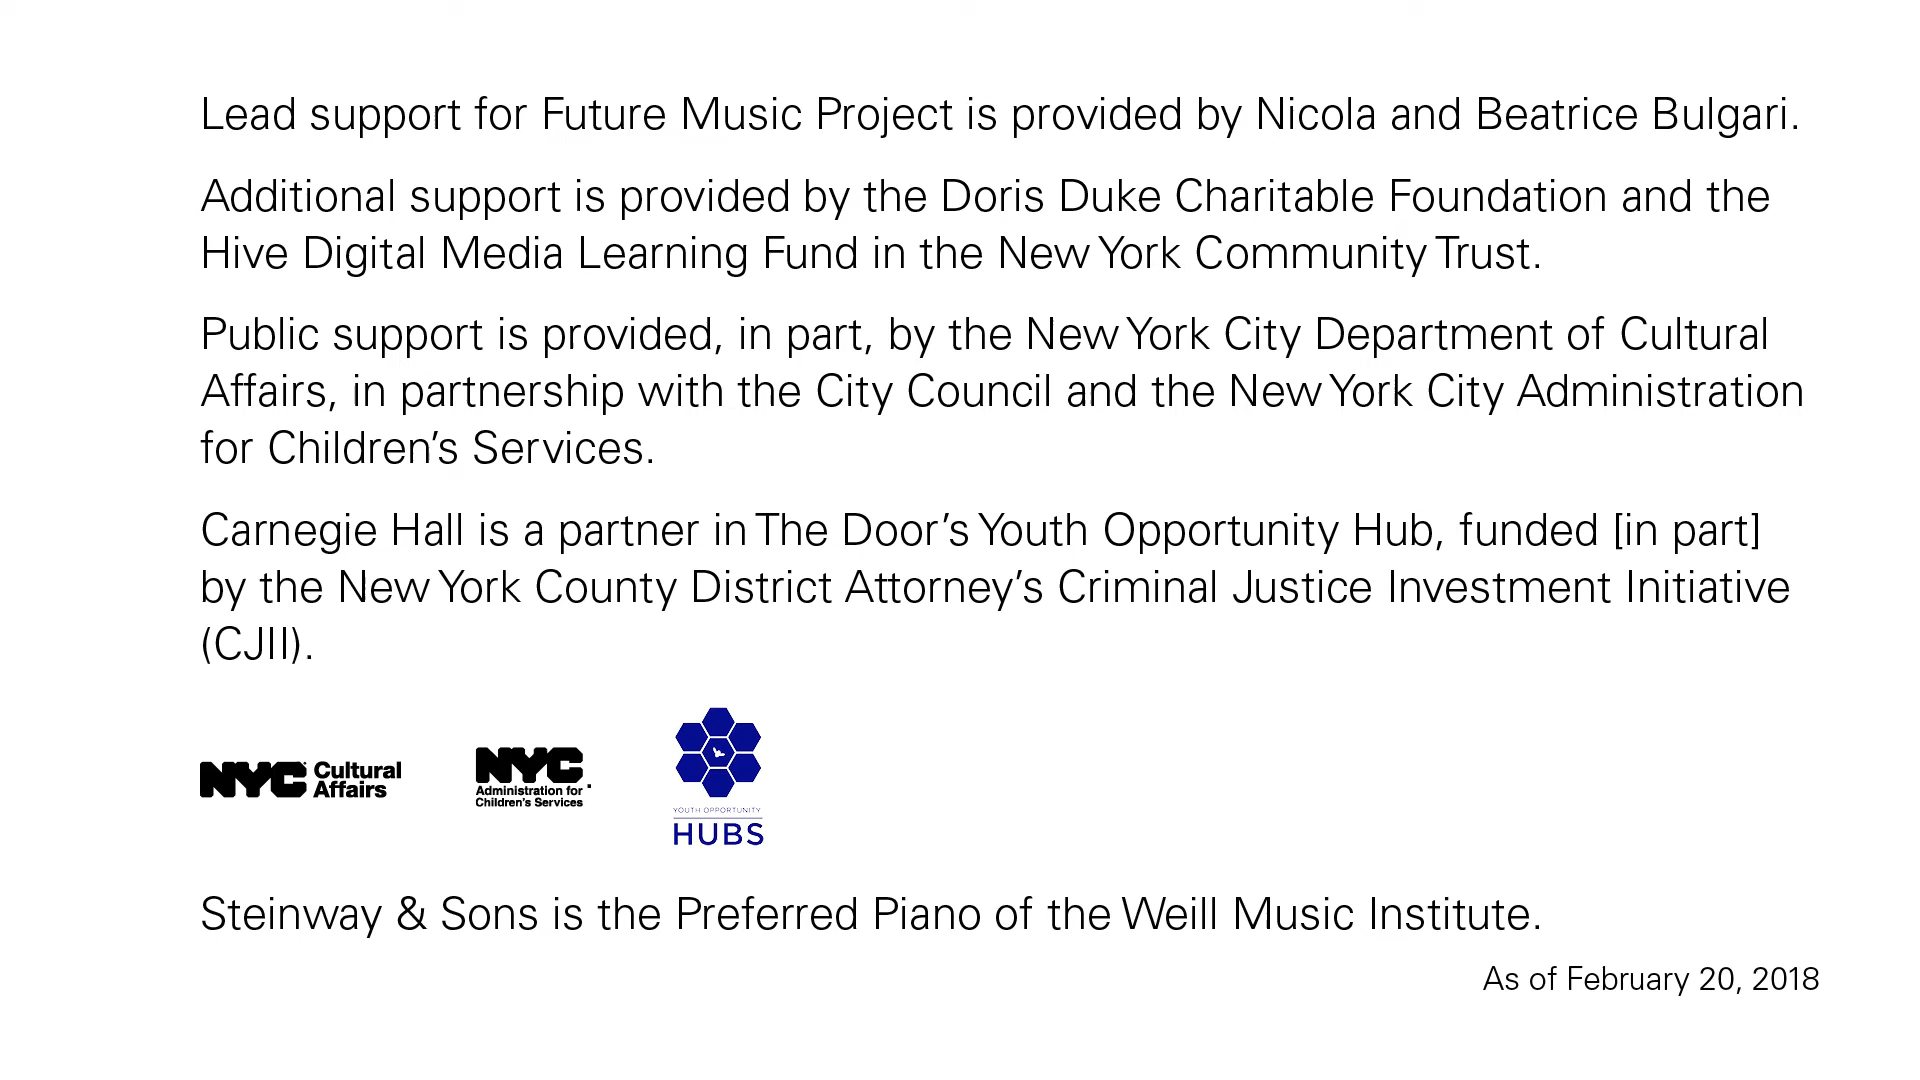 Lead support for Future Music Project is provided by Nicola and Beatrice Bulgari.
Additional support is provided by the Doris Duke Charitable Foundation and the
Hive Digital Media Learning Fund in the New York Community Trust.
Public support is provided, in part, by the New York City Department of Cultural
Affairs, in partnership with the City Council and the New York City Administration
for Children’s Services.
Carnegie Hall is a partner in The Door’s Youth Opportunity Hub, funded [in part]
by the New York County District Attorney’s Criminal Justice Investment Initiative
(CJII).
NYC Cultural
Affairs
NYC
Administration for
Children’s Services
YOUTH OPPORTUNITY
HUBS
Steinway & Sons is the Preferred Piano of the Weill Music Institute.
As of February 20, 2018